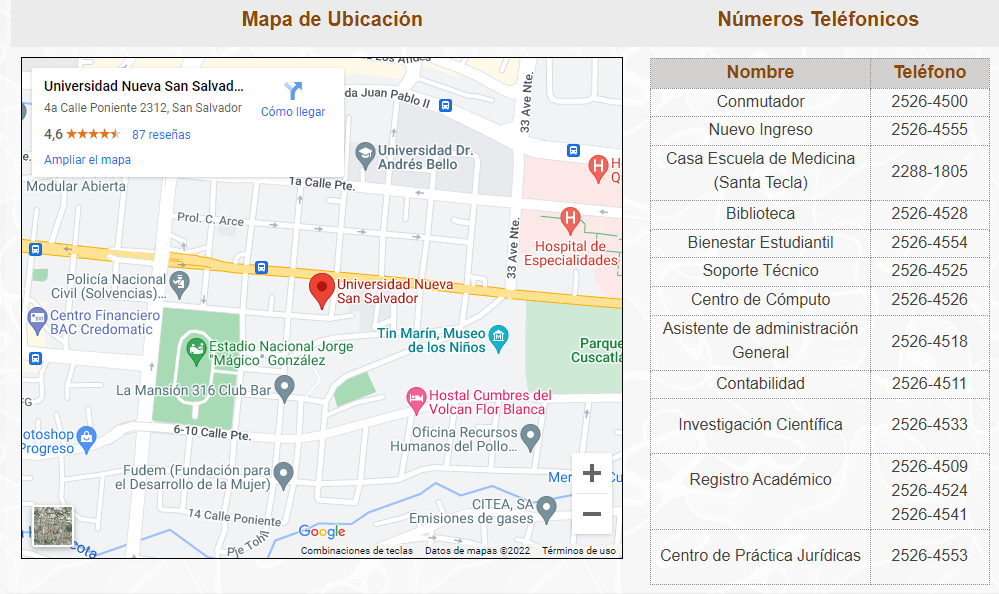 Mapa de Ubicación
Números Teléfonicos
Universidad Nueva San Salvad...
4a Calle Poniente 2312, San Salvador
Cómo llegar
4,6
87 reseñas
Ampliar el mapa
Los Andes
da Juan Pablo II
33 Ave Nte.
Universidad Dr.
Andrés Bello
Modular Abierta
1a Calle Pte.
H
H
Q
Prol. C. Arce
33 Ave Nte.
Hospital de
Especialidades
Policía Nacional
Civil (Solvencias)...
Universidad Nueva
San Salvador
Centro Financiero
BAC Credomatic
Tin Marín, Museo
de los Niños
Parque
Cuscatla
Estadio Nacional Jorge
"Mágico" González
La Mansión 316 Club Bar
Hostal Cumbres del
Volcan Flor Blanca
FG
6-10 Calle Pte.
otoshop
Progreso
Oficina Recursos
Humanos del Pollo...
Fudem (Fundación para
el Desarrollo de la Mujer)
CITEA, SA
Emisiones de gases
14 Calle Poniente
Pje Tohil
Google
Combinaciones de teclas
Datos de mapas ©2022
Términos de uso
Nombre Teléfono
Conmutador 2526-4500
Nuevo Ingreso 2526-4555
Casa Escuela de Medicina
(Santa Tecla) 2288-1805
Biblioteca 2526-4528
Bienestar Estudiantil 2526-4554
Soporte Técnico 2526-4525
Centro de Cómputo 2526-4526
Asistente de administración
General 2526-4518
Contabilidad 2526-4511
Investigación Científica 2526-4533
Registro Académico 2526-4509
2526-4524
2526-4541
Centro de Práctica Jurídicas 2526-4553